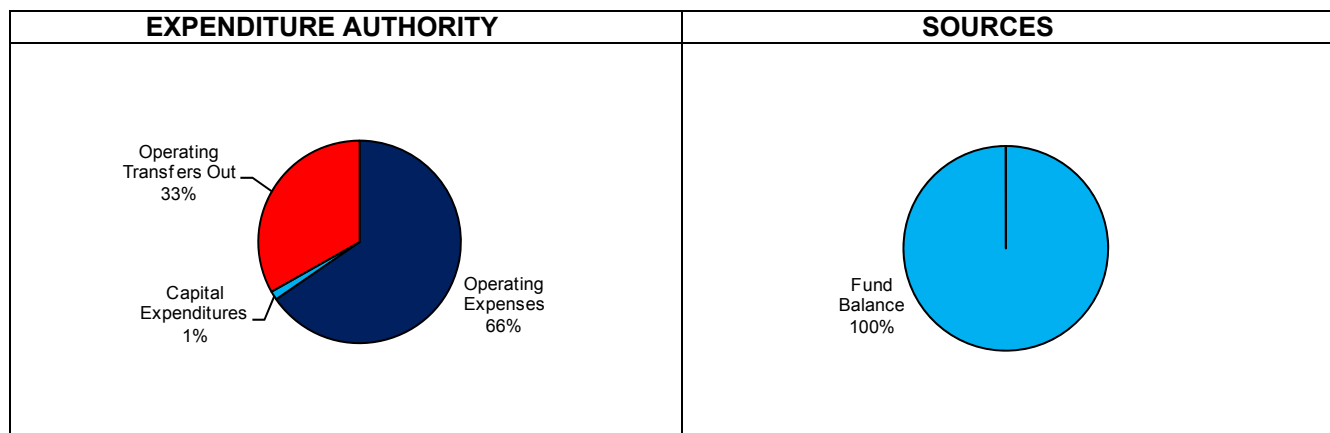 EXPENDITURE AUTHORITY
Operating
Transfers Out
33%
Capital
Expenditures
1%
Operating
Expenses
66%
SOURCES
Fund
Balance
100%